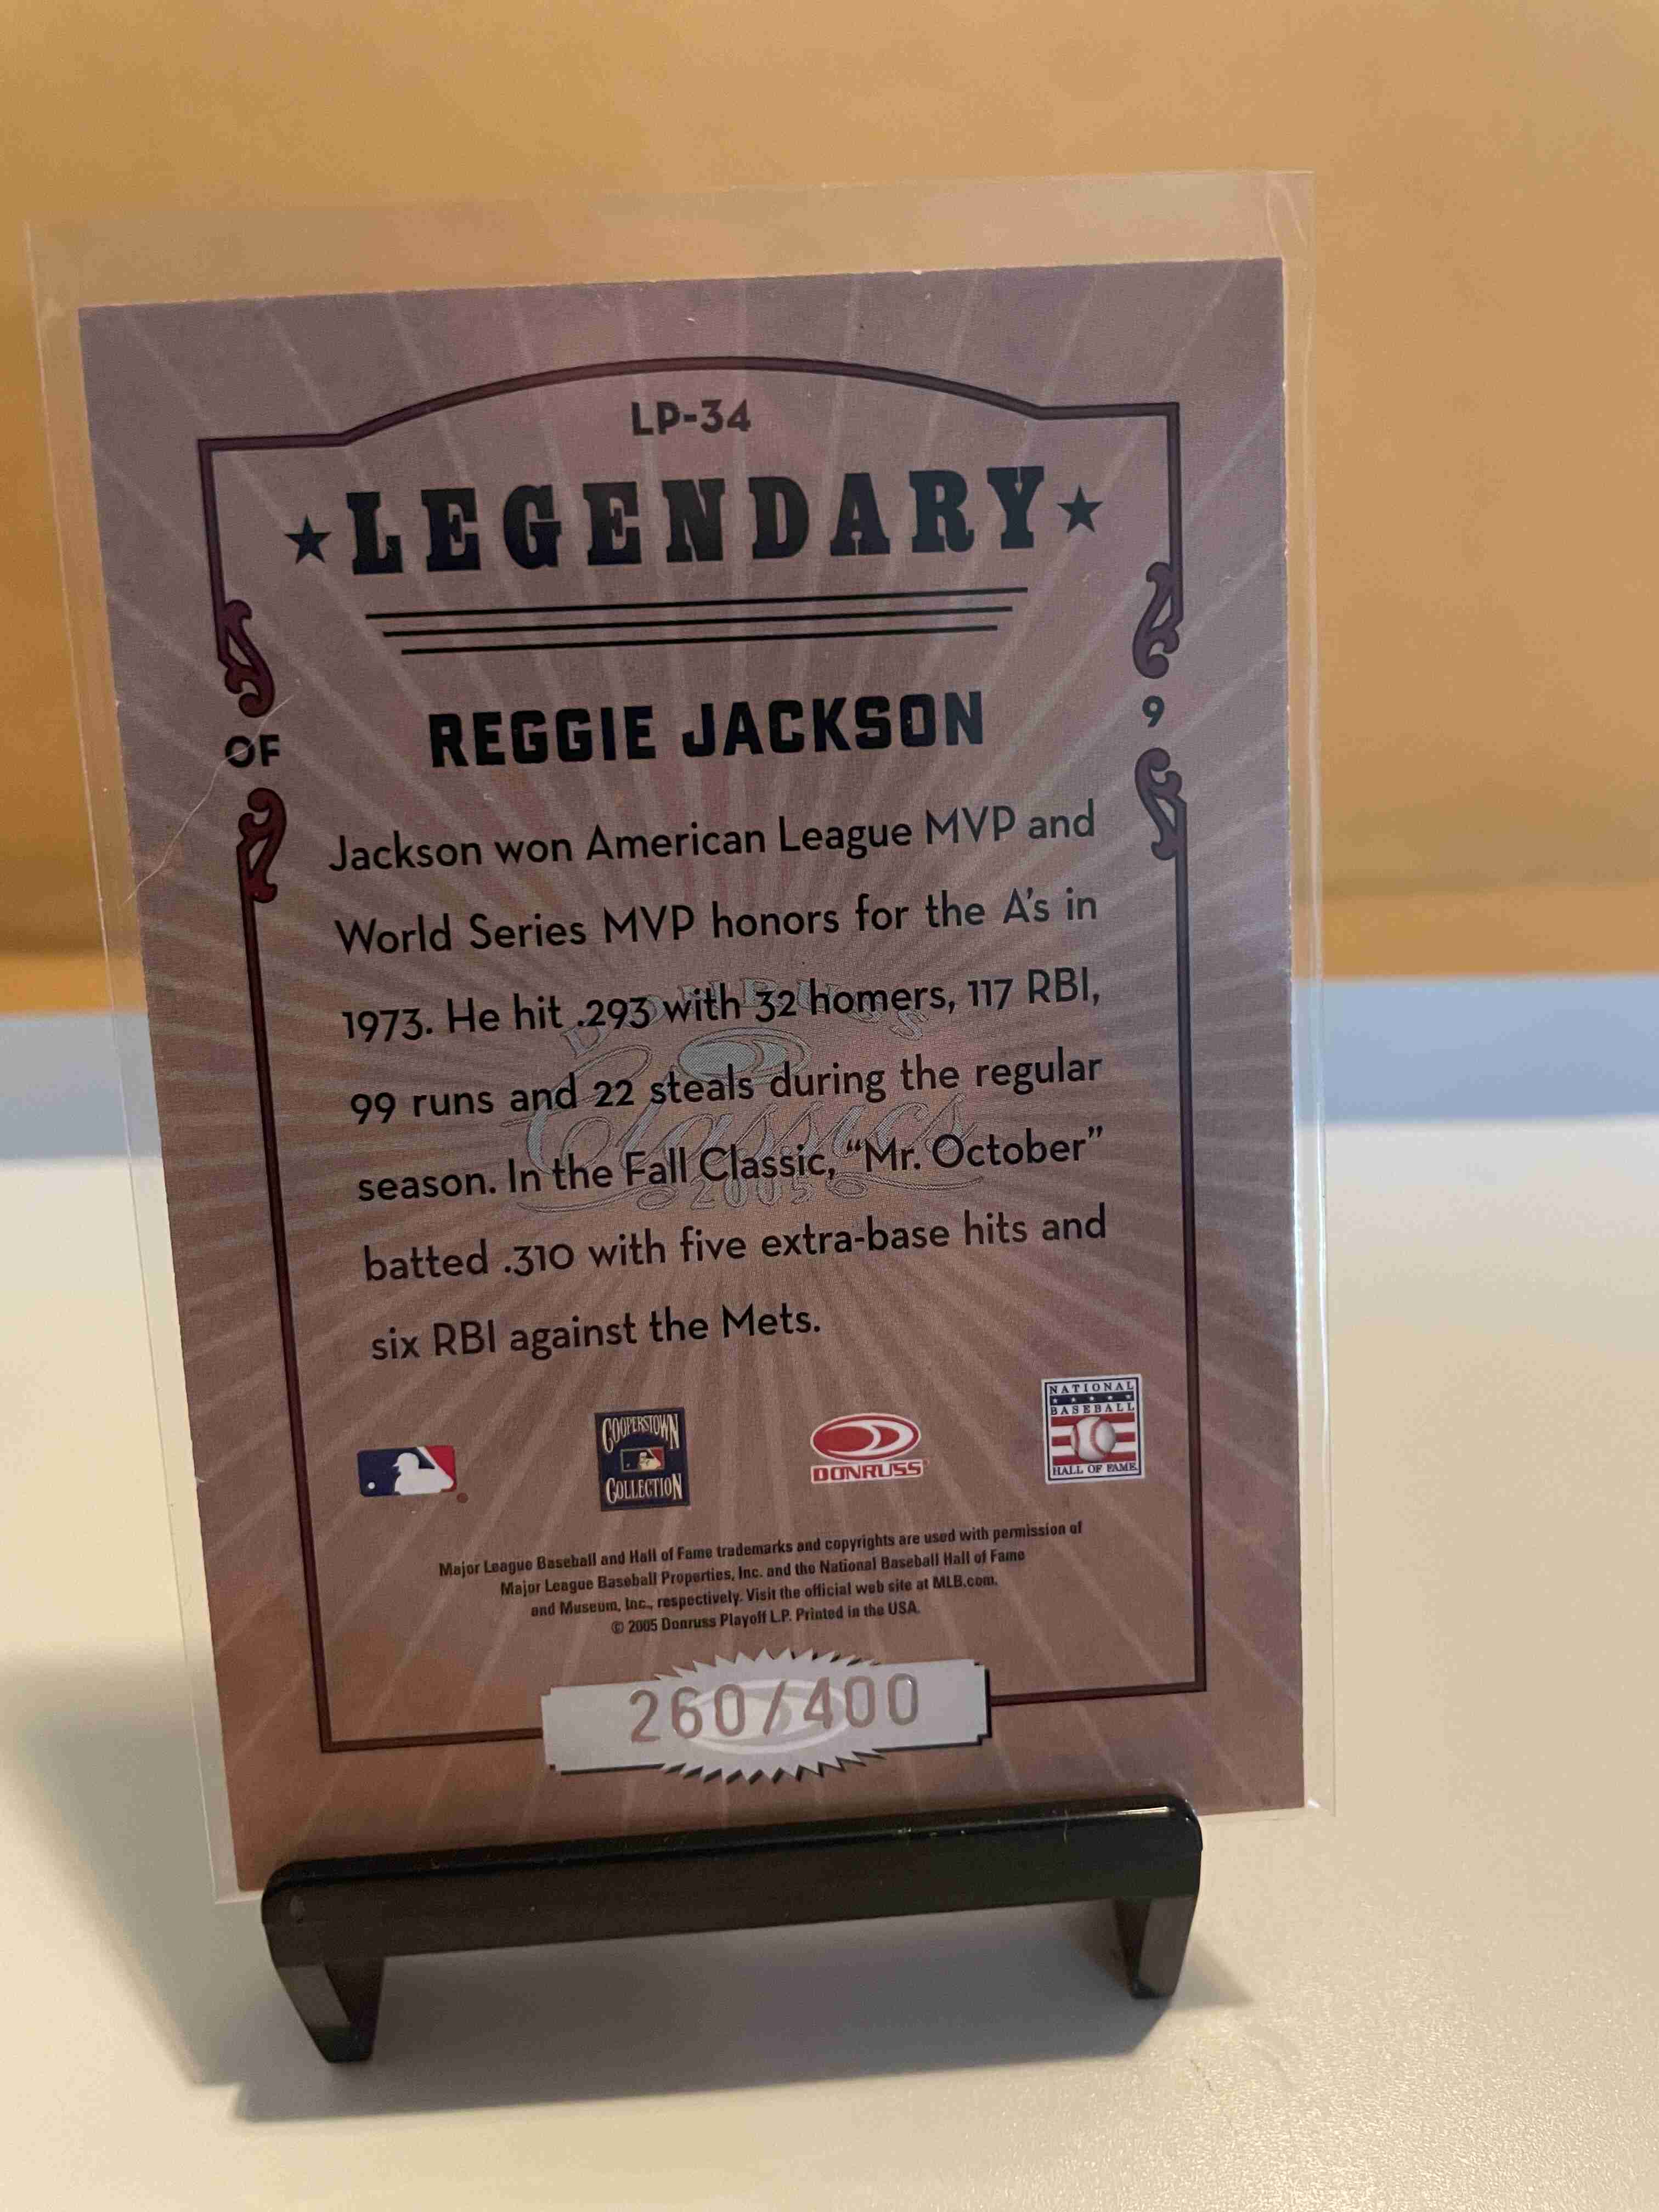 LP-34
★LEGENDARY★
REGGIE JACKSON
OF
9
Jackson won American League MVP and
World Series MVP honors for the A's in
1973. He hit .293 with 32 homers, 117 RBI,
99 runs and 22 steals during the regular
season. In the Fall Classic, “Mr. October”
batted .310 with five extra-base hits and
six RBI against the Mets.
DONRUSS
Classics
2005
COOPERSTOWN
COLLECTION
DONRUSS
NATIONAL
BASEBALL
HALL OF FAME
Major League Baseball and Hall of Fame trademarks and copyrights are used with permission of
Major League Baseball Properties, Inc. and the National Baseball Hall of Fame
and Museum, Inc., respectively. Visit the official web site at MLB.com.
© 2005 Donruss Playoff L.P. Printed in the USA.
260/400